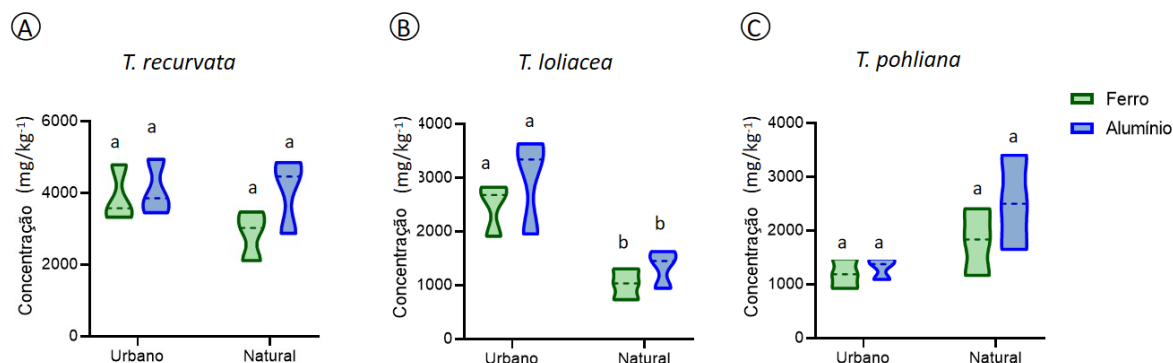 A
T. recurvata
Concentração (mg/kg⁻¹)
6000
4000
2000
0
a
a
a
a
Urbano
Natural
B
T. loliacea
Concentração (mg/kg⁻¹)
4000
3000
2000
1000
0
a
a
b
b
Urbano
Natural
C
T. pohliana
Concentração (mg/kg⁻¹)
4000
3000
2000
1000
0
a
a
a
a
Urbano
Natural
Ferro
Alumínio